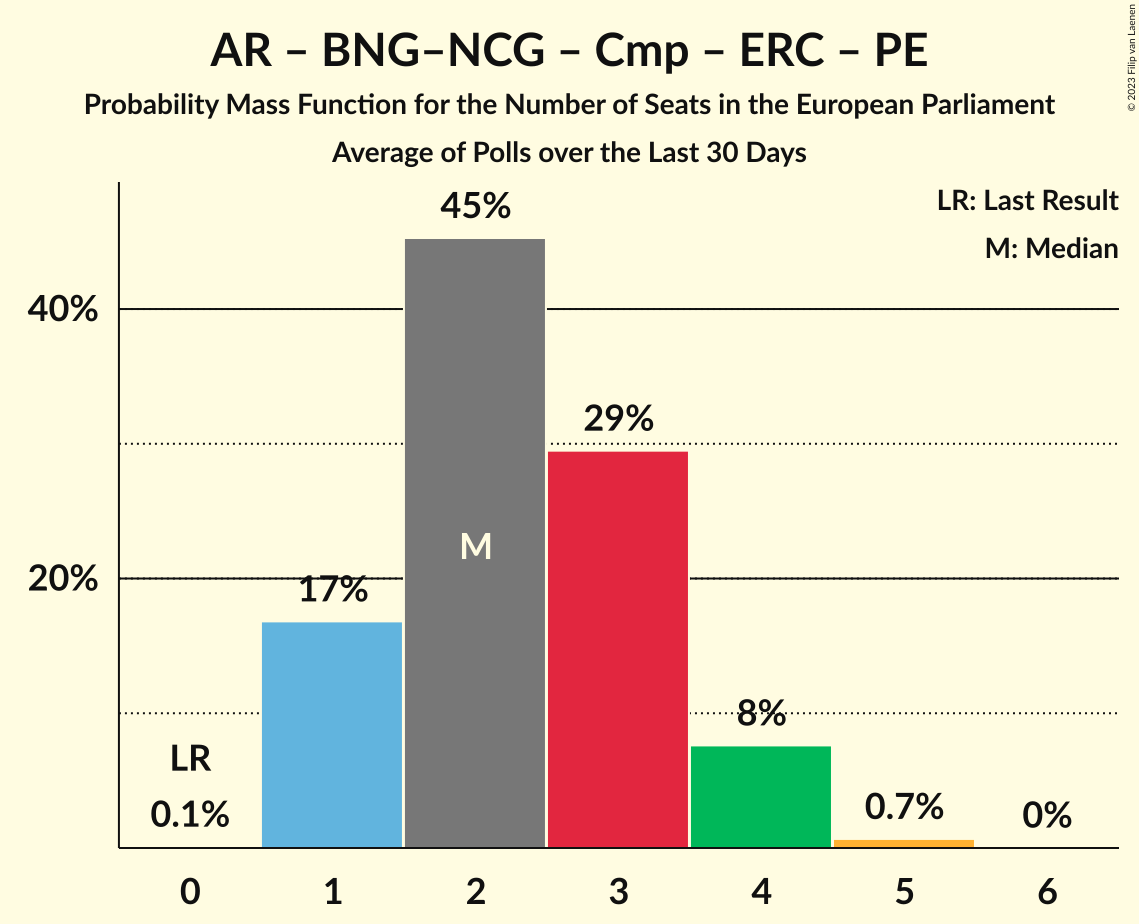 AR – BNG–NCG – Cmp – ERC – PE
Probability Mass Function for the Number of Seats in the European Parliament
Average of Polls over the Last 30 Days
© 2023 Filip van Laenen
LR: Last Result
M: Median
45%
40%
29%
M
20%
17%
8%
LR
0.1%
0.7%
0%
0 1 2 3 4 5 6